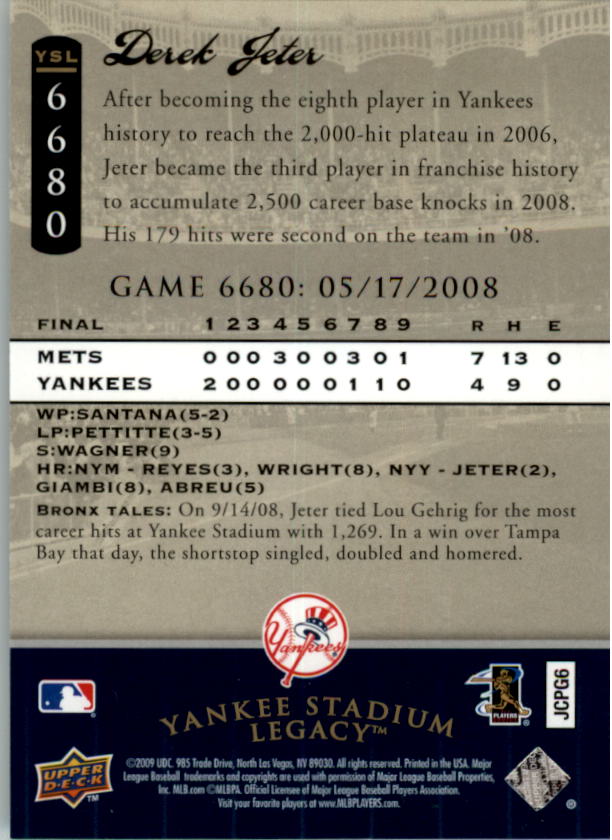 YSL
6
6
8
0
Derek Jeter
After becoming the eighth player in Yankees
history to reach the 2,000-hit plateau in 2006,
Jeter became the third player in franchise history
to accumulate 2,500 career base knocks in 2008.
His 179 hits were second on the team in '08.
GAME 6680: 05/17/2008
FINAL 1 2 3 4 5 6 7 8 9 R H E
METS 0 0 0 3 0 0 3 0 1 7 13 0
YANKEES 2 0 0 0 0 0 1 1 0 4 9 0
WP:SANTANA(5-2)
LP:PETTITTE(3-5)
S:WAGNER(9)
HR:NYM - REYES(3), WRIGHT(8), NYY - JETER(2),
GIAMBI(8), ABREU(5)
BRONX TALES: On 9/14/08, Jeter tied Lou Gehrig for the most
career hits at Yankee Stadium with 1,269. In a win over Tampa
Bay that day, the shortstop singled, doubled and homered.
Yankees
YANKEE STADIUM
LEGACY™
PLAYERS
JCPG6
UPPER
D·E·C·K
™
©2009 UDC. 985 Trade Drive, North Las Vegas, NV 89030. All rights reserved. Printed in the USA. Major
League Baseball trademarks and copyrights are used with permission of Major League Baseball Properties,
Inc. MLB.com ©MLBPA. Official Licensee of Major League Baseball Players Association.
Visit your favorite players at www.MLBPLAYERS.com.
®